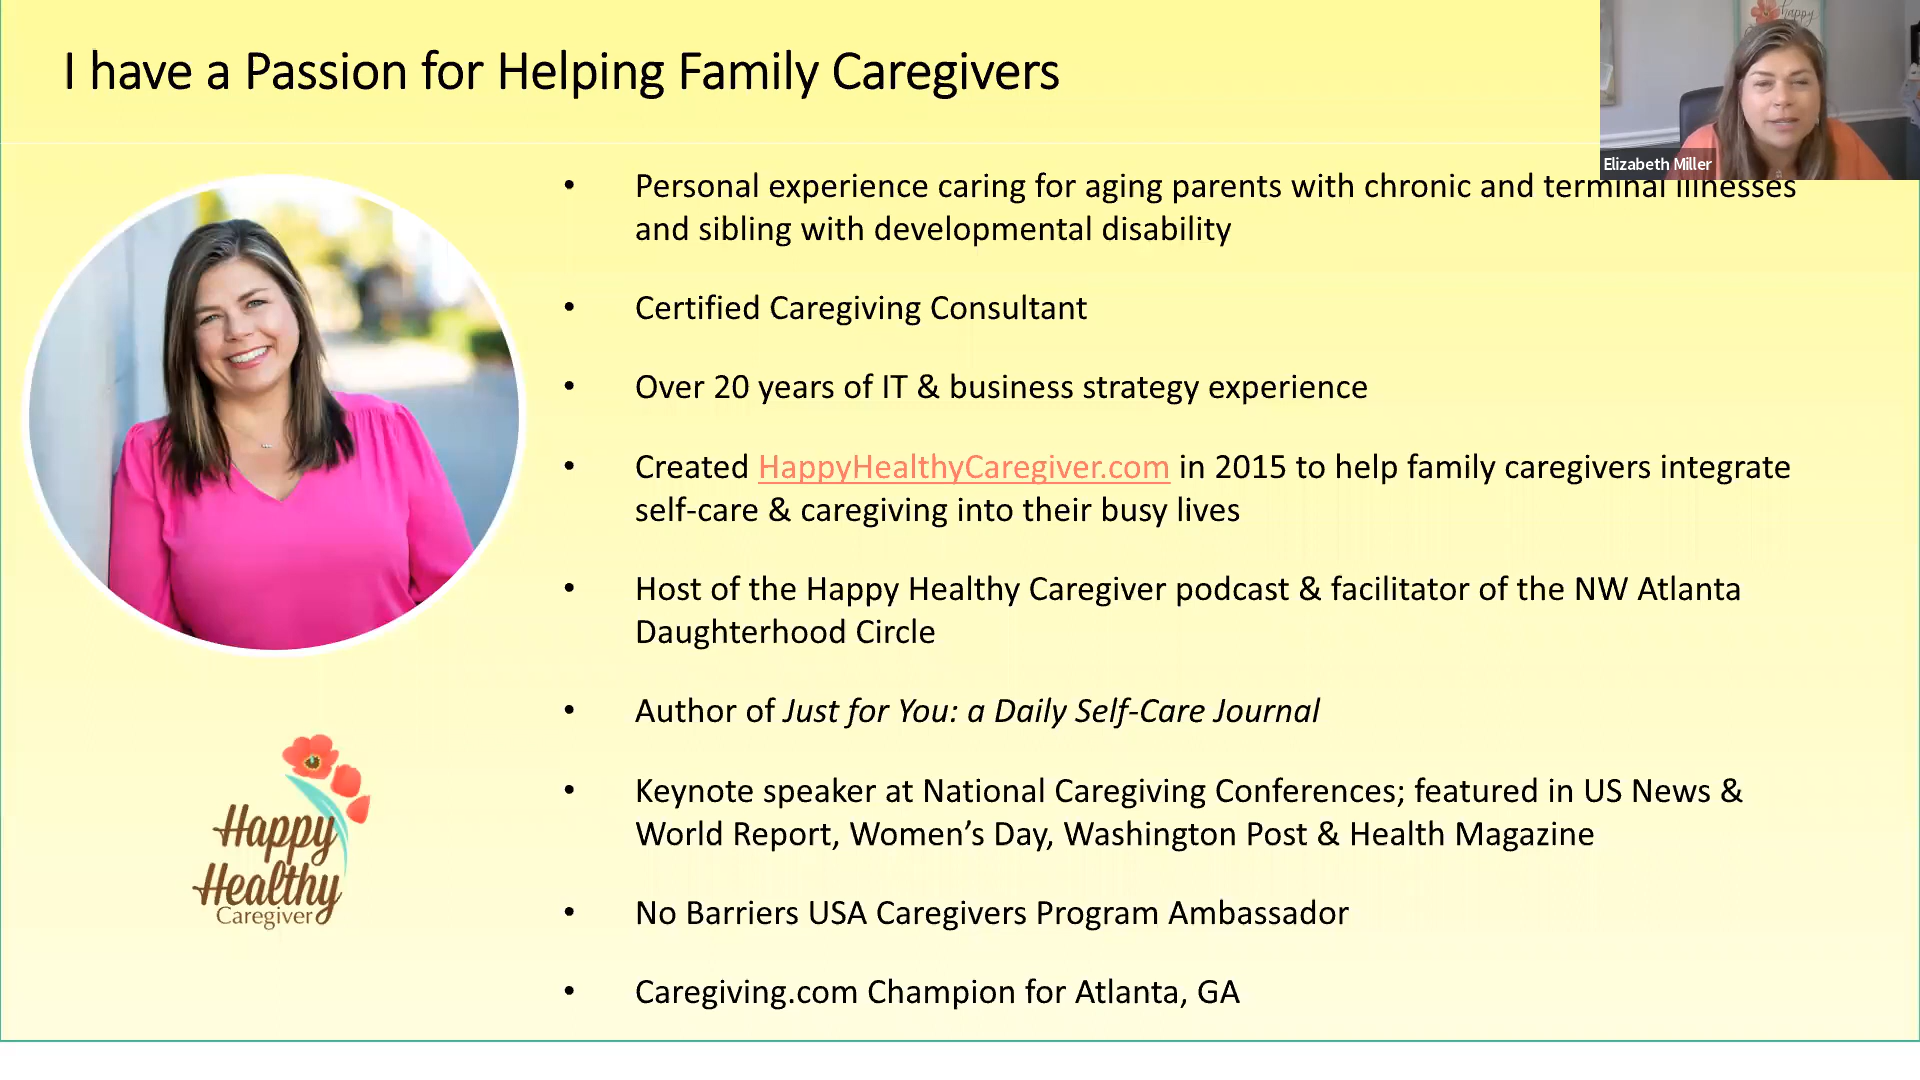 I have a Passion for Helping Family Caregivers
happy
Elizabeth Miller
• Personal experience caring for aging parents with chronic and terminal illnesses
and sibling with developmental disability
• Certified Caregiving Consultant
• Over 20 years of IT & business strategy experience
• Created HappyHealthyCaregiver.com in 2015 to help family caregivers integrate
self-care & caregiving into their busy lives
• Host of the Happy Healthy Caregiver podcast & facilitator of the NW Atlanta
Daughterhood Circle
• Author of Just for You: a Daily Self-Care Journal
• Keynote speaker at National Caregiving Conferences; featured in US News &
World Report, Women’s Day, Washington Post & Health Magazine
• No Barriers USA Caregivers Program Ambassador
• Caregiving.com Champion for Atlanta, GA
Happy
Healthy
Caregiver